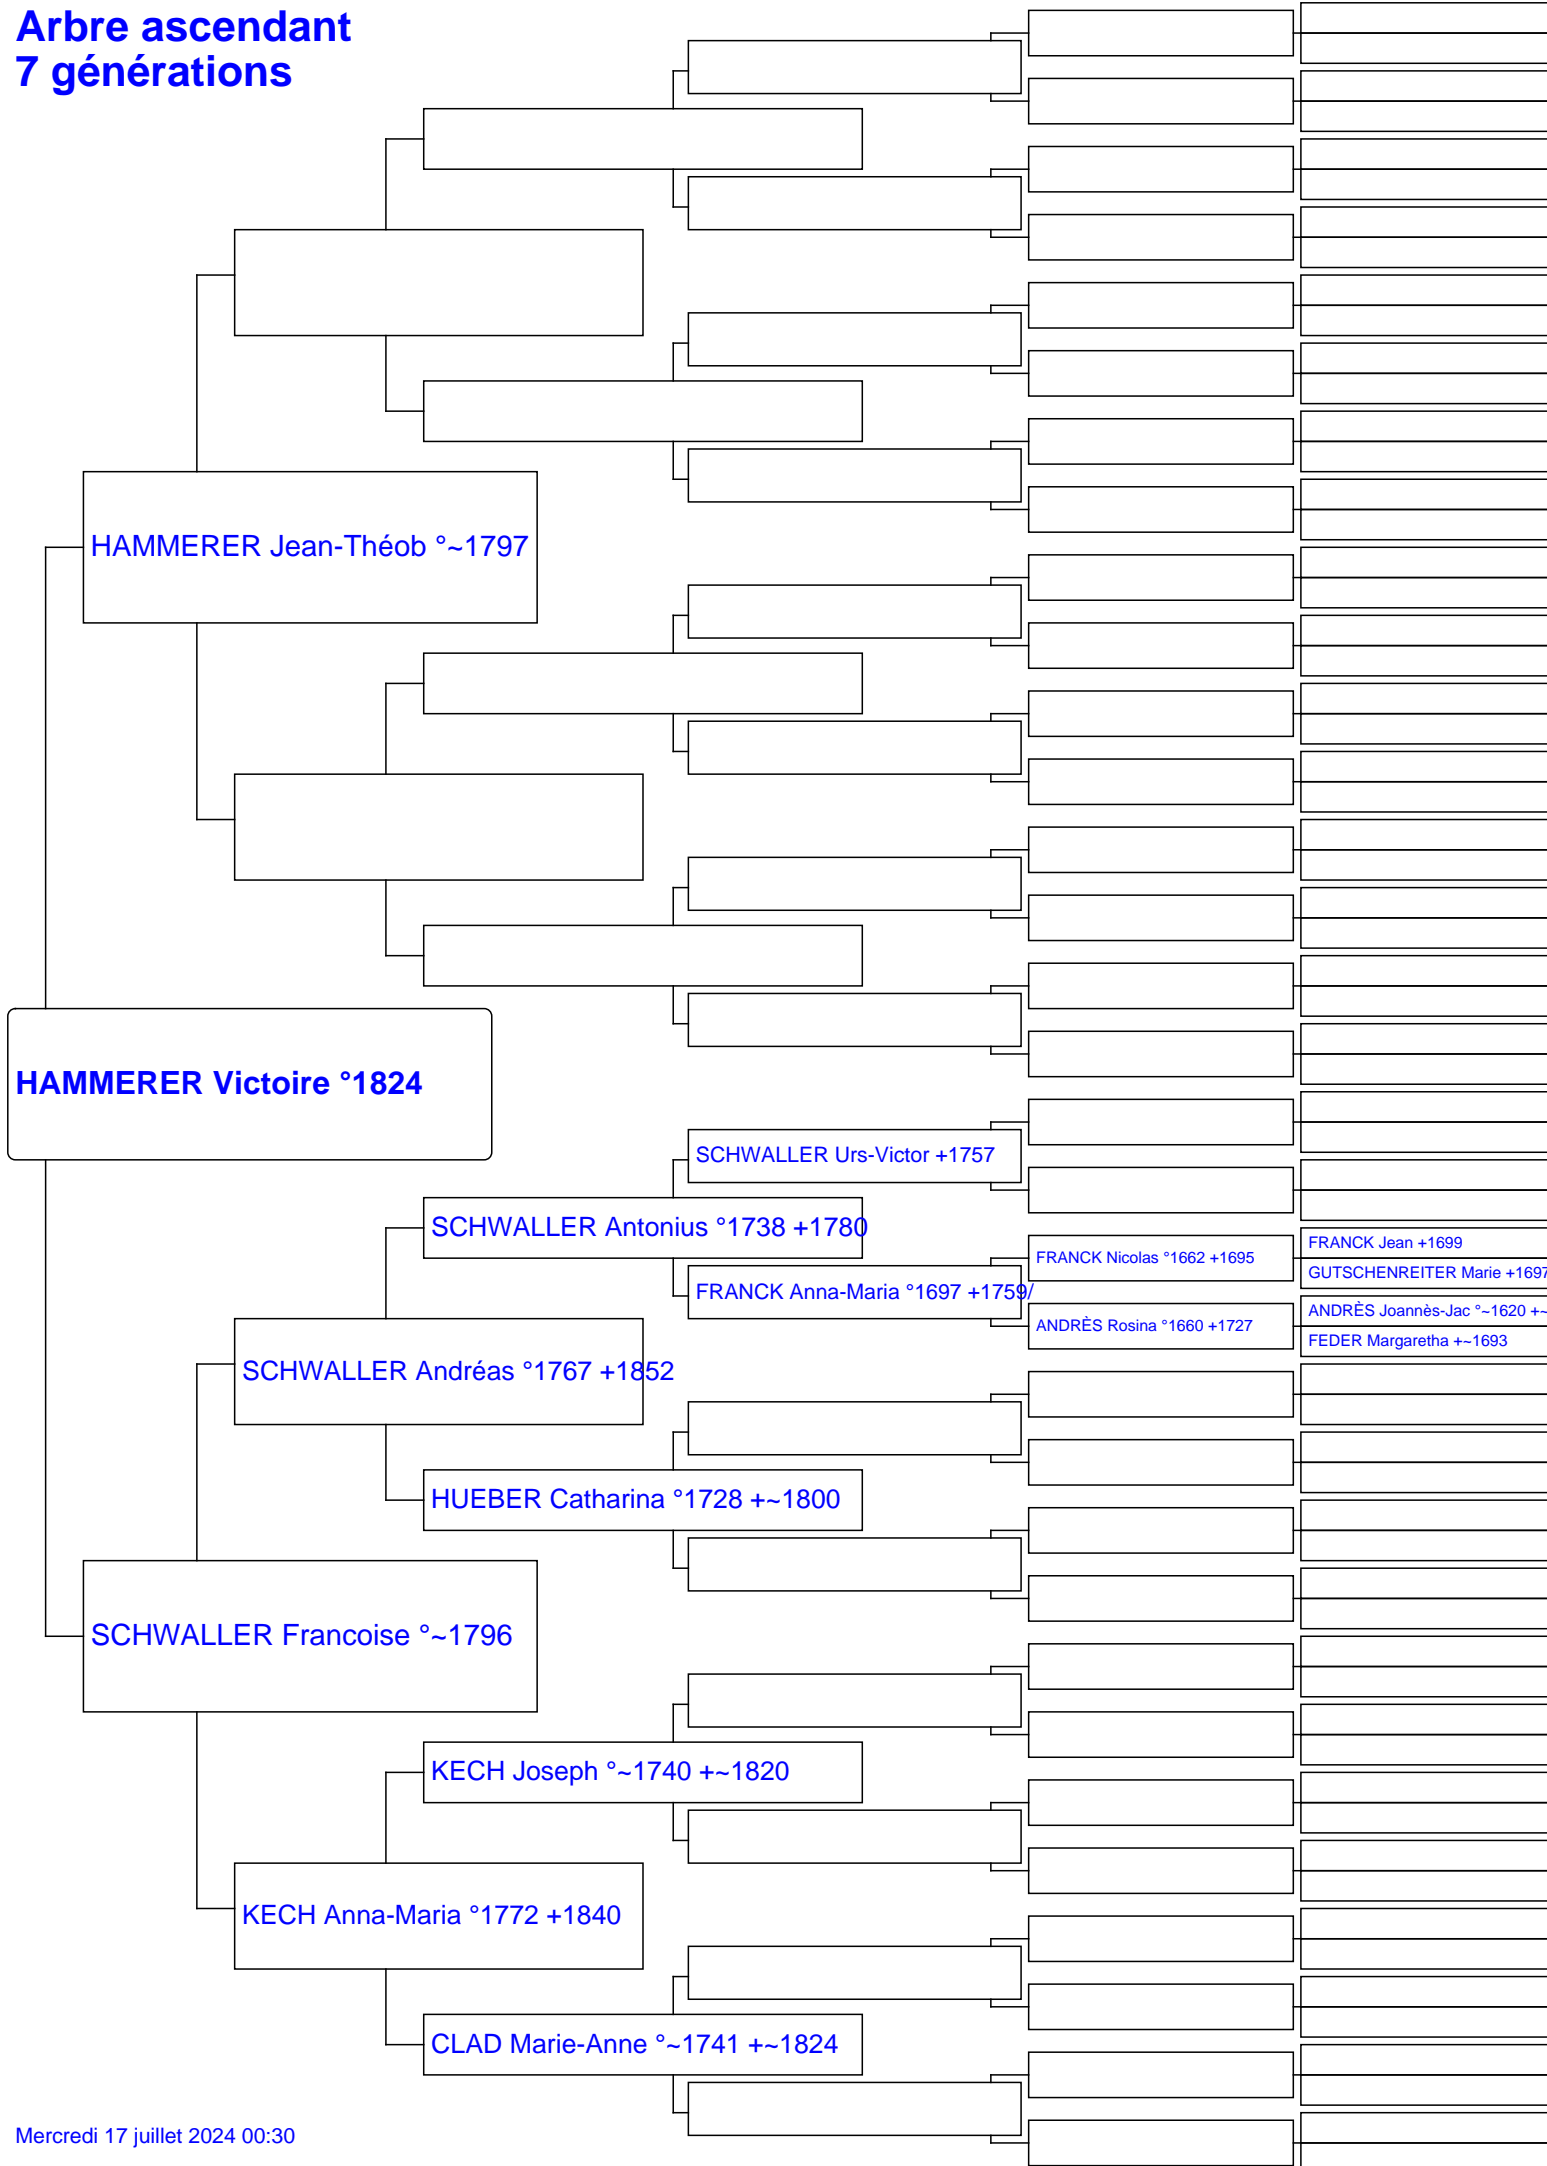 Arbre ascendant
7 générations
HAMMERER Jean-Théob °~1797
HAMMERER Victoire °1824
SCHWALLER Urs-Victor +1757
SCHWALLER Antonius °1738 +1780
FRANCK Nicolas °1662 +1695
FRANCK Jean +1699
GUTSCHENREITER Marie +1697
FRANCK Anna-Maria °1697 +1759/
ANDRÈS Rosina °1660 +1727
ANDRÈS Joannès-Jac °~1620 +~
FEDER Margaretha +~1693
SCHWALLER Andréas °1767 +1852
HUEBER Catharina °1728 +~1800
SCHWALLER Francoise °~1796
KECH Joseph °~1740 +~1820
KECH Anna-Maria °1772 +1840
CLAD Marie-Anne °~1741 +~1824
Mercredi 17 juillet 2024 00:30